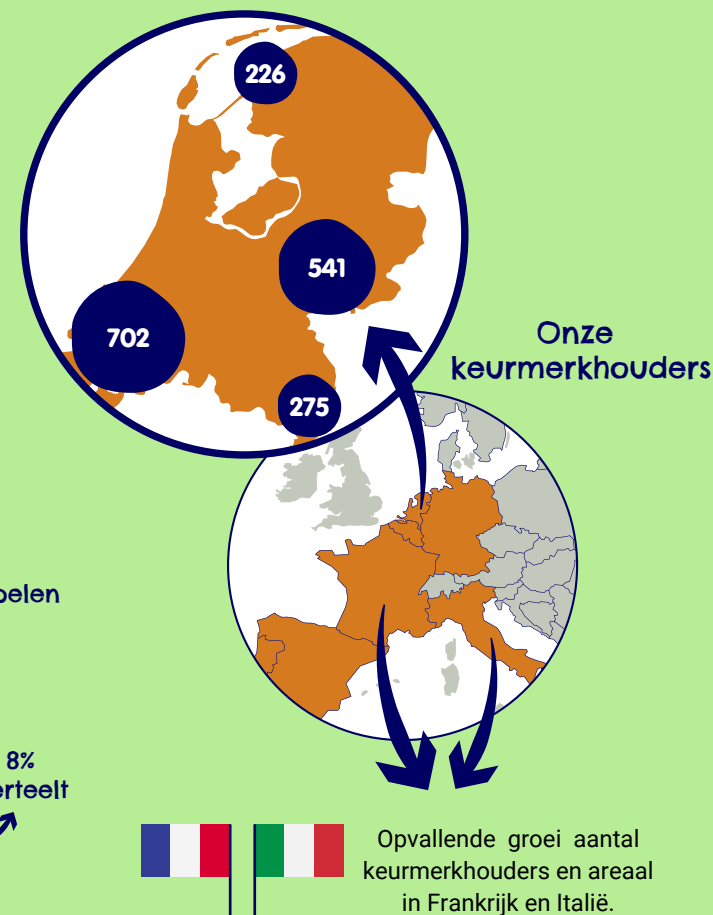 226
541
702
275
Onze
keurmerkhouders
8%
Opvallende groei aantal
keurmerkhouders en areaal
in Frankrijk en Italië.